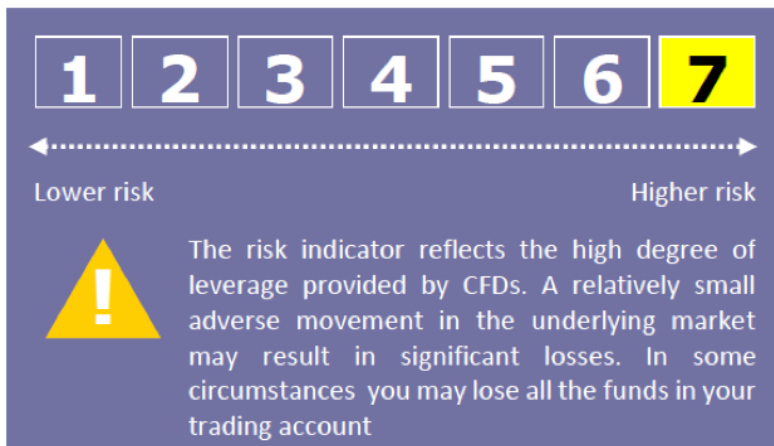 1 2 3 4 5 6 7
Lower risk Higher risk
!
The risk indicator reflects the high degree of
leverage provided by CFDs. A relatively small
adverse movement in the underlying market
may result in significant losses. In some
circumstances you may lose all the funds in your
trading account